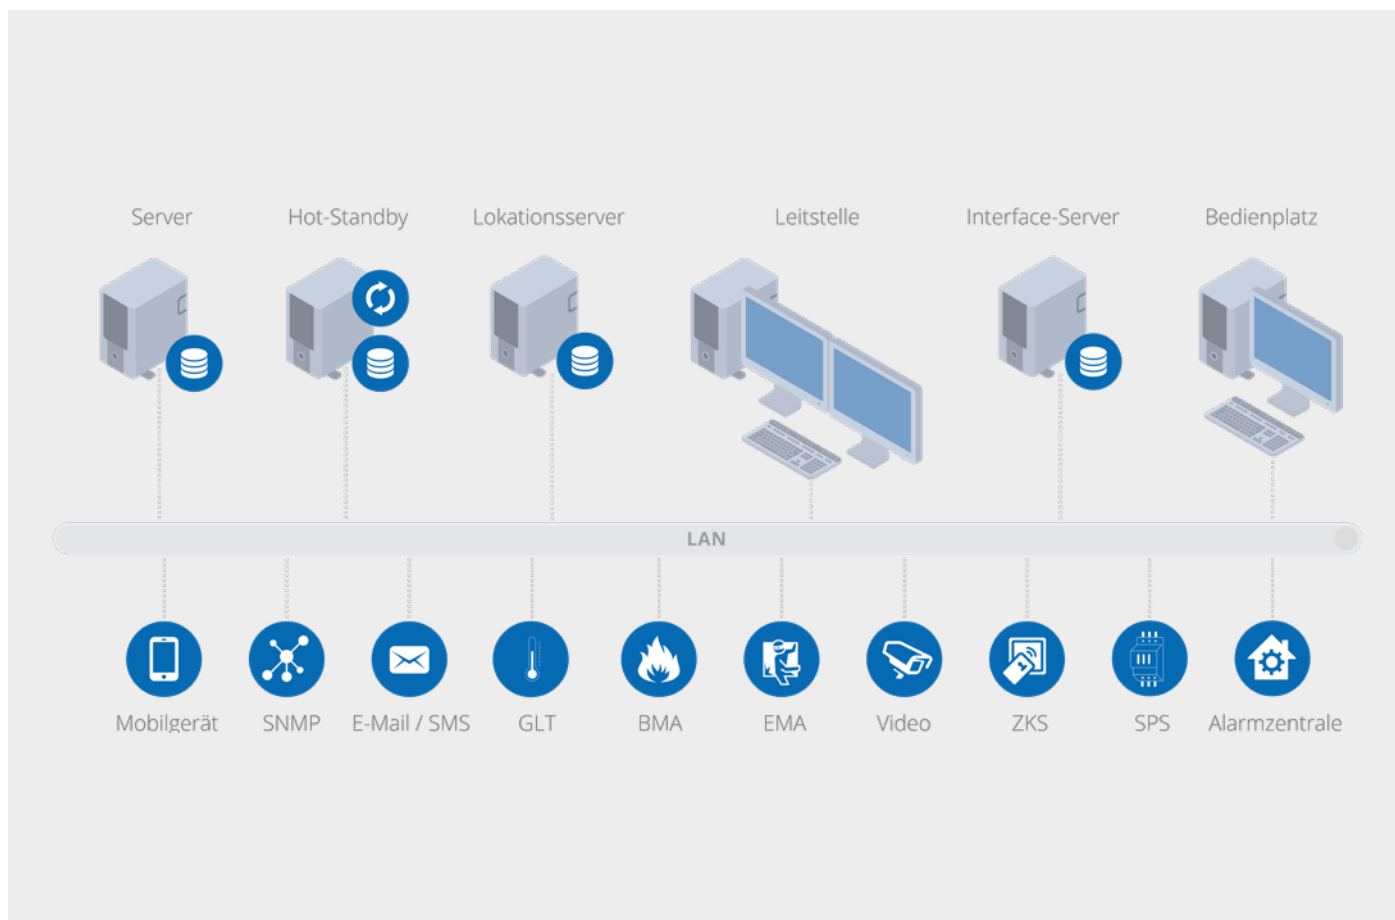 Server
Hot-Standby
Lokationsserver
Leitstelle
Interface-Server
Bedienplatz
LAN
Mobilgerät
SNMP
E-Mail / SMS
GLT
BMA
EMA
Video
ZKS
SPS
Alarmzentrale